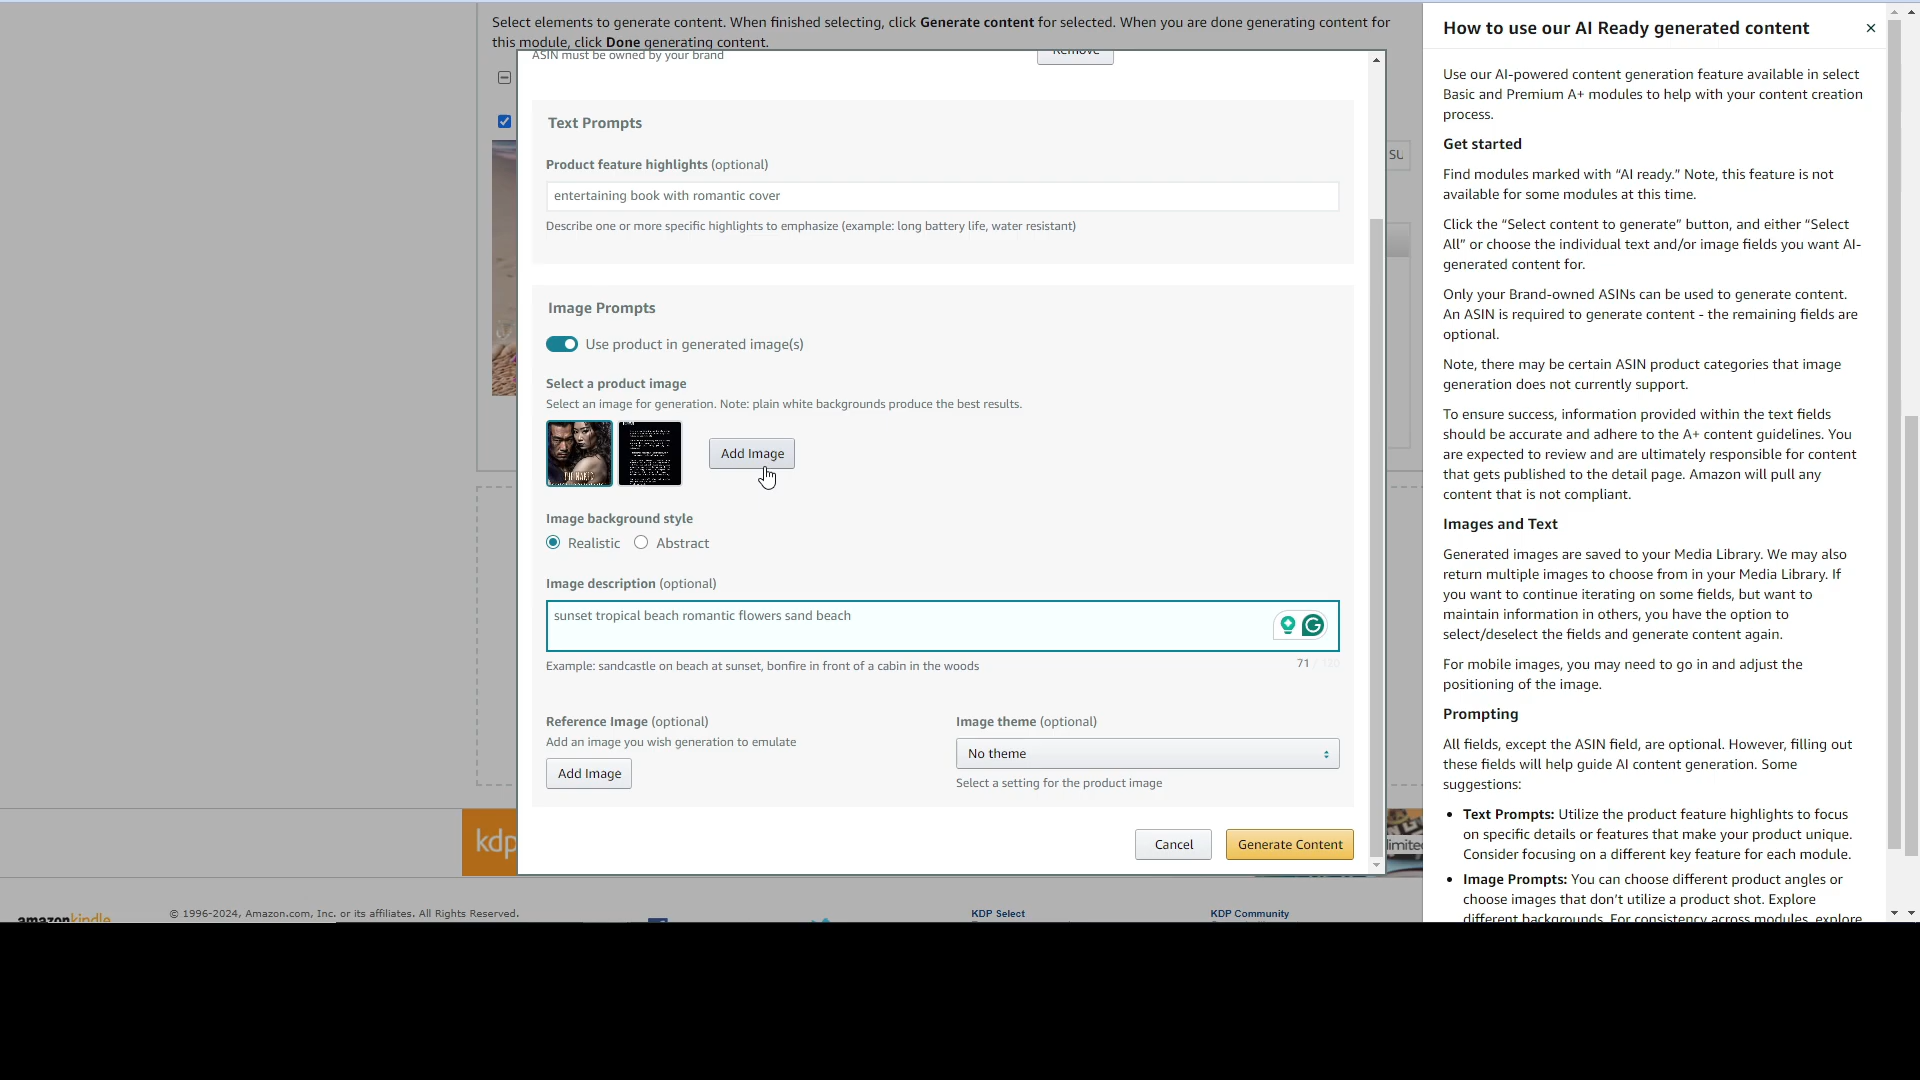 Select elements to generate content. When finished selecting, click Generate content for selected. When you are done generating content for
this module, click Done generating content.
ASIN must be owned by your brand
Remove
Text Prompts
Product feature highlights (optional)
entertaining book with romantic cover
Describe one or more specific highlights to emphasize (example: long battery life, water resistant)
Image Prompts
Use product in generated image(s)
Select a product image
Select an image for generation. Note: plain white backgrounds produce the best results.
Add Image
Image background style
Realistic Abstract
Image description (optional)
sunset tropical beach romantic flowers sand beach
Example: sandcastle on beach at sunset, bonfire in front of a cabin in the woods
71
Reference Image (optional)
Add an image you wish generation to emulate
Add Image
Image theme (optional)
No theme
Select a setting for the product image
Cancel
Generate Content
SU
kdp
amazonkindle
© 1996-2024, Amazon.com, Inc. or its affiliates. All Rights Reserved.
KDP Select
KDP Community
How to use our AI Ready generated content
Use our AI-powered content generation feature available in select
Basic and Premium A+ modules to help with your content creation
process.
Get started
Find modules marked with “AI ready.” Note, this feature is not
available for some modules at this time.
Click the “Select content to generate” button, and either “Select
All” or choose the individual text and/or image fields you want AI-
generated content for.
Only your Brand-owned ASINs can be used to generate content.
An ASIN is required to generate content - the remaining fields are
optional.
Note, there may be certain ASIN product categories that image
generation does not currently support.
To ensure success, information provided within the text fields
should be accurate and adhere to the A+ content guidelines. You
are expected to review and are ultimately responsible for content
that gets published to the detail page. Amazon will pull any
content that is not compliant.
Images and Text
Generated images are saved to your Media Library. We may also
return multiple images to choose from in your Media Library. If
you want to continue iterating on some fields, but want to
maintain information in others, you have the option to
select/deselect the fields and generate content again.
For mobile images, you may need to go in and adjust the
positioning of the image.
Prompting
All fields, except the ASIN field, are optional. However, filling out
these fields will help guide AI content generation. Some
suggestions:
• Text Prompts: Utilize the product feature highlights to focus
on specific details or features that make your product unique.
Consider focusing on a different key feature for each module.
• Image Prompts: You can choose different product angles or
choose images that don't utilize a product shot. Explore
different backgrounds. For consistency across modules, explore